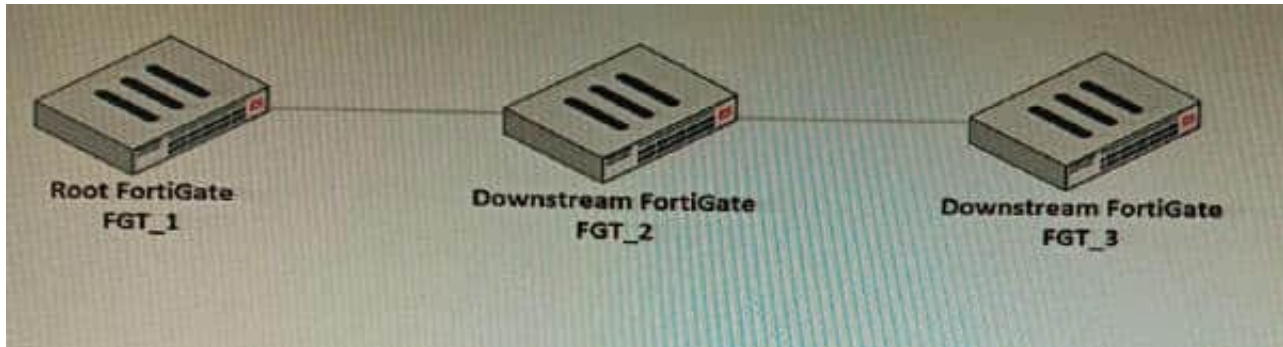 Root FortiGate
FGT_1
Downstream FortiGate
FGT_2
Downstream FortiGate
FGT_3